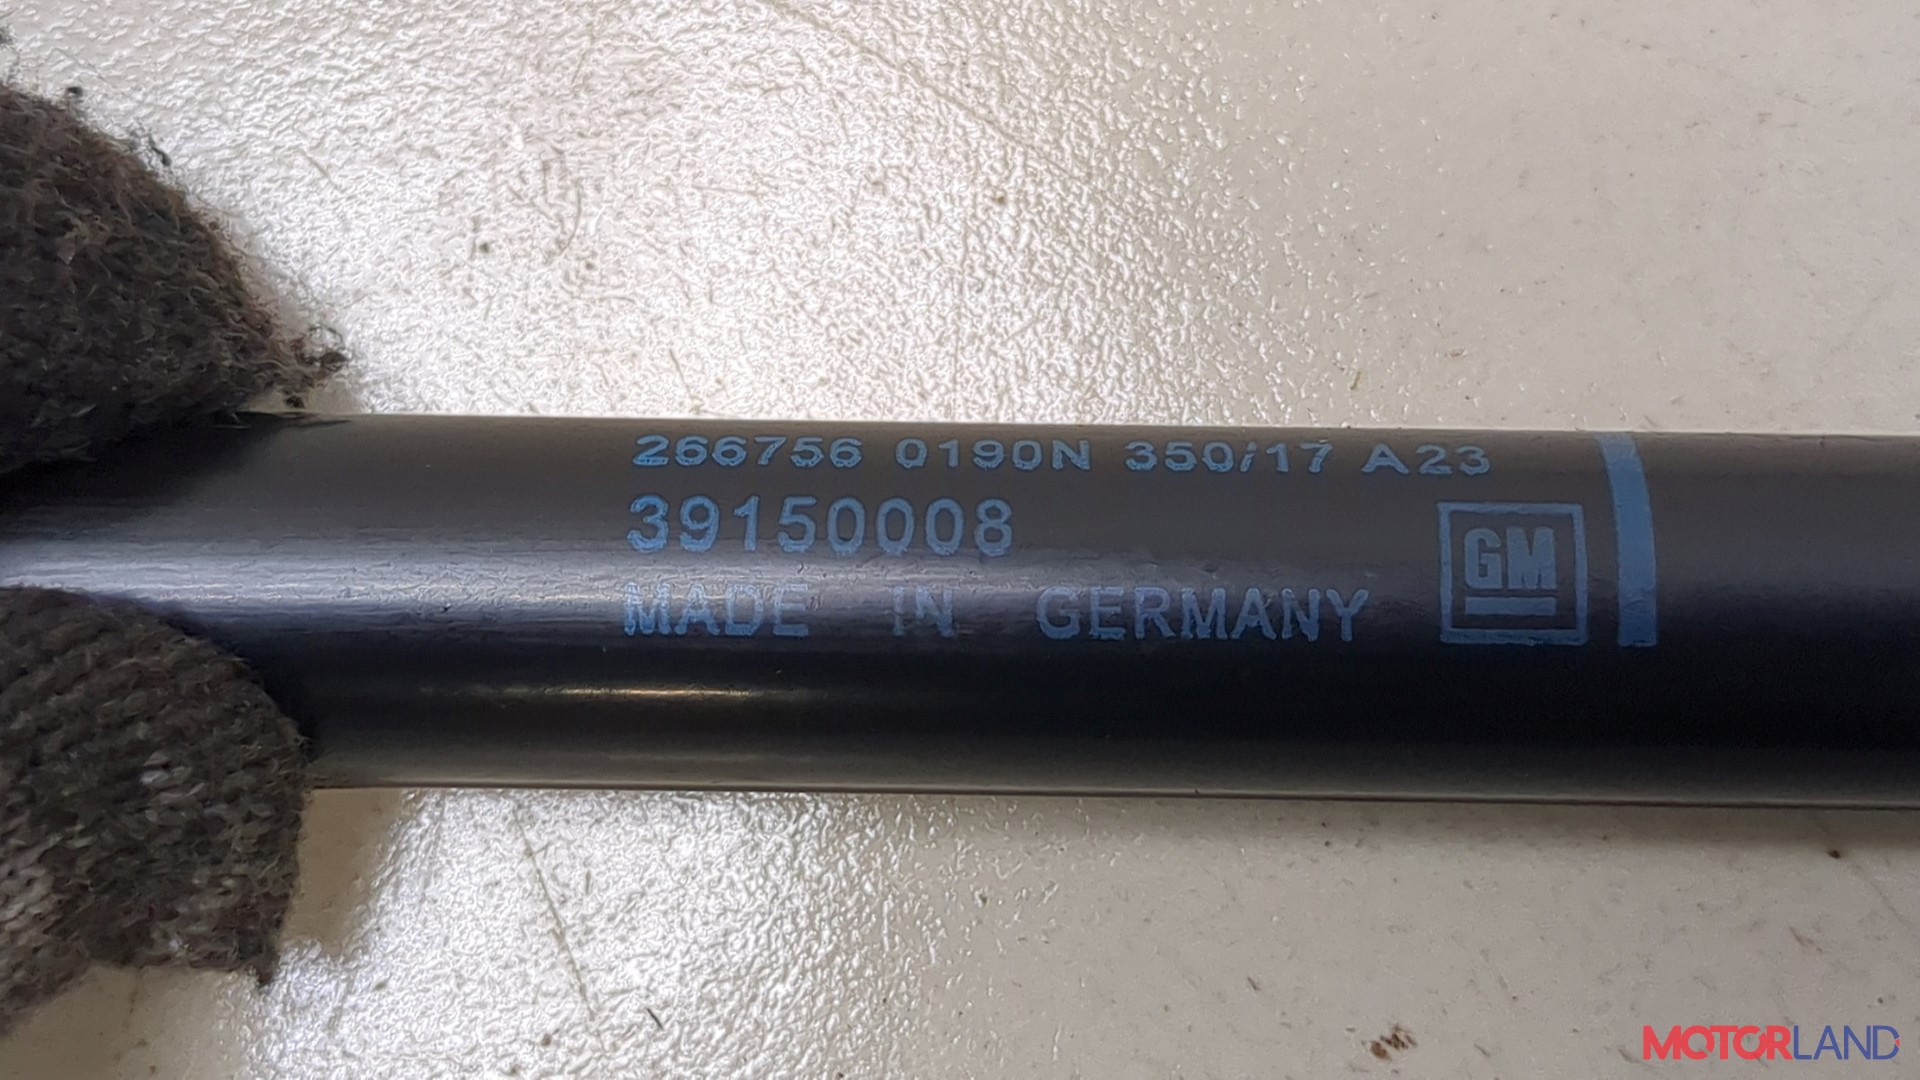 266756 0190N 350/17 A23
39150008
MADE IN GERMANY
GM
MOTORLAND